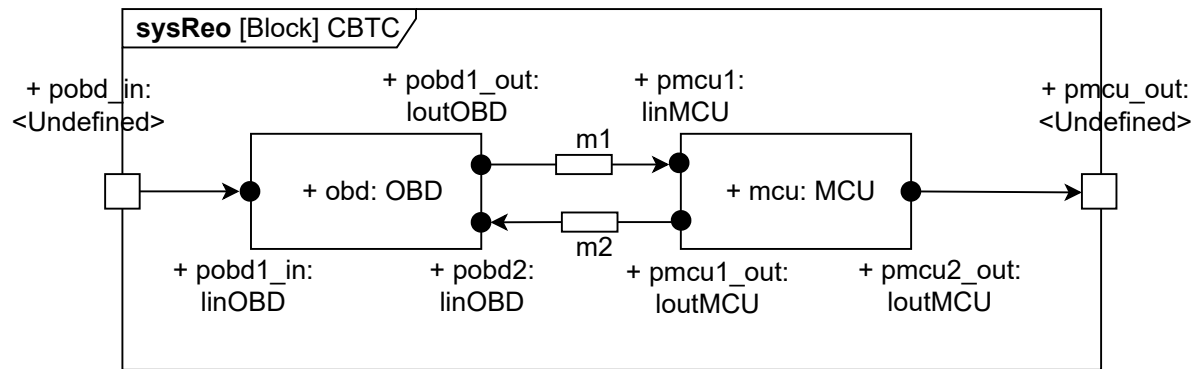 sysReo [Block] CBTC
+ pobd_in:
<Undefined>
+ pobd1_out:
IoutOBD
+ pmcu1:
IinMCU
+ pmcu_out:
<Undefined>
m1
+ obd: OBD
+ mcu: MCU
m2
+ pobd1_in:
IinOBD
+ pobd2:
IinOBD
+ pmcu1_out:
IoutMCU
+ pmcu2_out:
IoutMCU